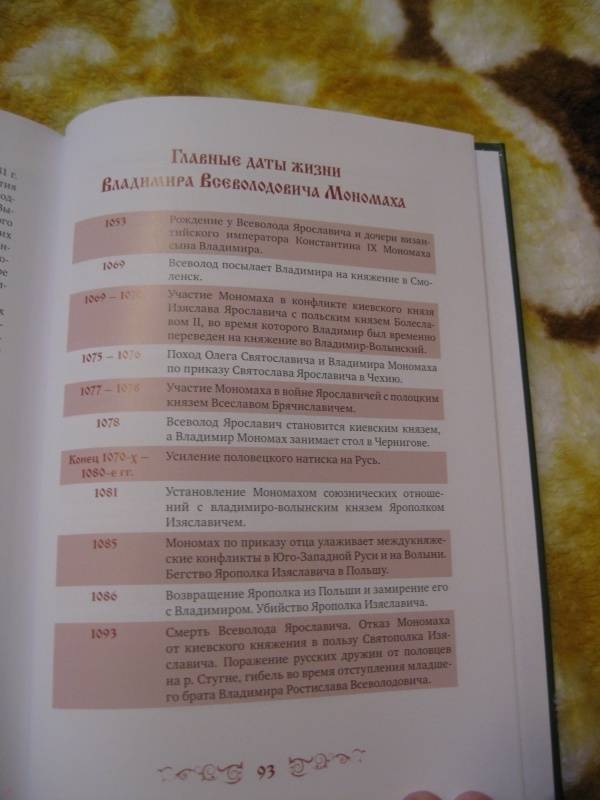 1 г.
Главные даты жизни
Владимира Всеволодовича Мономаха
1053
Рождение у Всеволода Ярославича и дочери визан-
тийского императора Константина IX Мономаха
сына Владимира.
1069
Всеволод посылает Владимира на княжение в Смо-
ленск.
1069 –
Участие Мономаха в конфликте киевского князя
Изяслава Ярославича с польским князем Болесла-
вом II, во время которого Владимир был временно
переведен на княжение во Владимир-Волынский.
1075 – 1076
Поход Олега Святославича и Владимира Мономаха
по приказу Святослава Ярославича в Чехию.
1077 – 1078
Участие Мономаха в войне Ярославичей с полоцким
князем Всеславом Брячиславичем.
1078
Всеволод Ярославич становится киевским князем,
а Владимир Мономах занимает стол в Чернигове.
Конец 1070-х –
1080-е гг.
Усиление половецкого натиска на Русь.
1081
Установление Мономахом союзнических отноше-
ний с владимиро-волынским князем Ярополком
Изяславичем.
1085
Мономах по приказу отца улаживает междукняже-
ские конфликты в Юго-Западной Руси и на Волыни.
Бегство Ярополка Изяславича в Польшу.
1086
Возвращение Ярополка из Польши и замирение его
с Владимиром. Убийство Ярополка Изяславича.
1093
Смерть Всеволода Ярославича. Отказ Мономаха
от киевского княжения в пользу Святополка Изя-
славича. Поражение русских дружин от половцев
на р. Стугне, гибель во время отступления младше-
го брата Владимира Ростислава Всеволодовича.
93